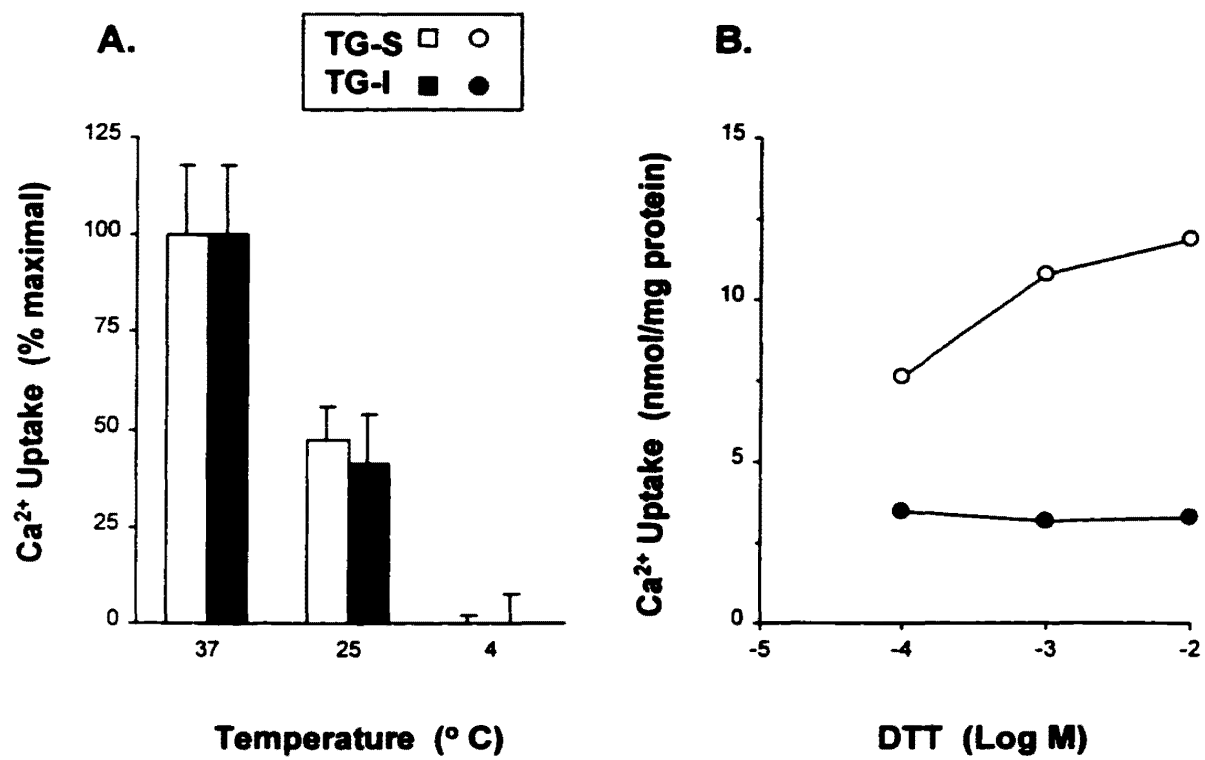 A.
TG-S
TG-I
B.
125
100
75
50
25
0
37 25 4
Ca2+ Uptake (% maximal)
Temperature (° C)
15
10
5
0
-5 -4 -3 -2
Ca2+ Uptake (nmol/mg protein)
DTT (Log M)